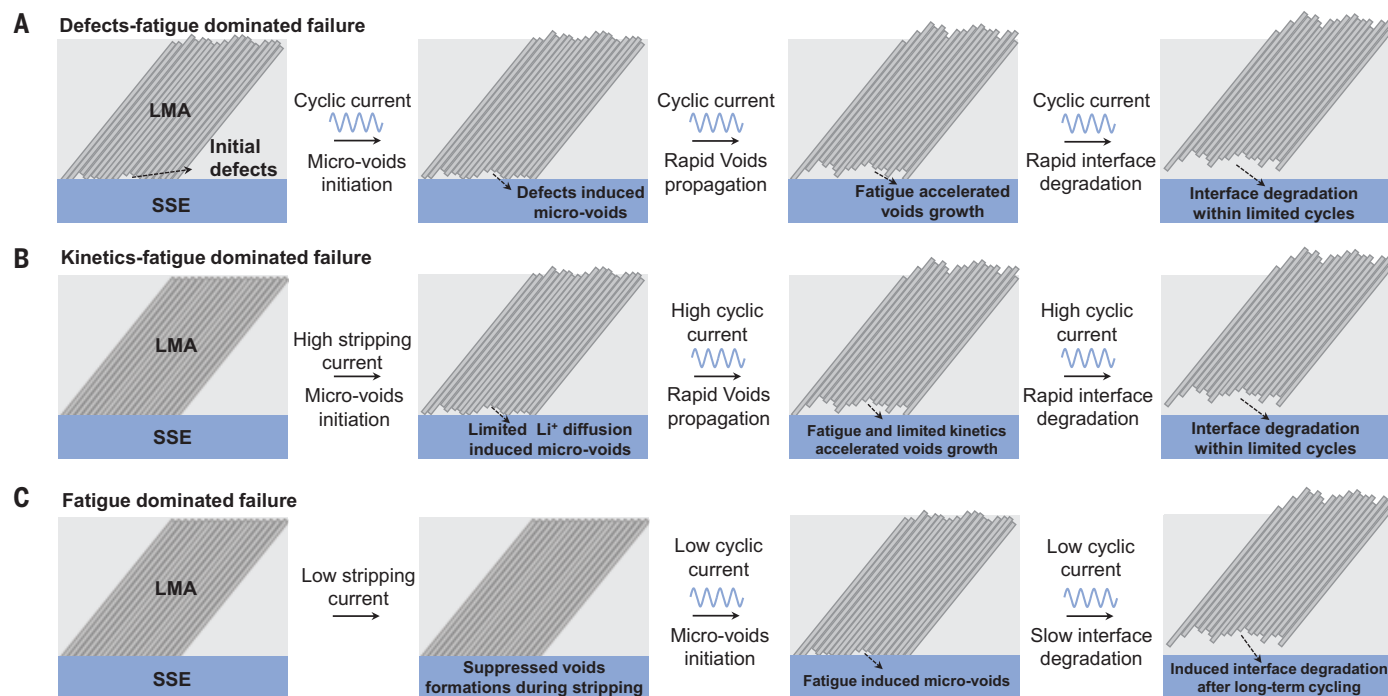 A Defects-fatigue dominated failure
LMA
Initial
defects
SSE
Cyclic current
Micro-voids
initiation
Defects induced
micro-voids
Cyclic current
Rapid Voids
propagation
Fatigue accelerated
voids growth
Cyclic current
Rapid interface
degradation
Interface degradation
within limited cycles
B Kinetics-fatigue dominated failure
LMA
SSE
High stripping
current
Micro-voids
initiation
Limited Li⁺ diffusion
induced micro-voids
High cyclic
current
Rapid Voids
propagation
Fatigue and limited kinetics
accelerated voids growth
High cyclic
current
Rapid interface
degradation
Interface degradation
within limited cycles
C Fatigue dominated failure
LMA
SSE
Low stripping
current
Suppressed voids
formations during stripping
Low cyclic
current
Micro-voids
initiation
Fatigue induced micro-voids
Low cyclic
current
Slow interface
degradation
Induced interface degradation
after long-term cycling